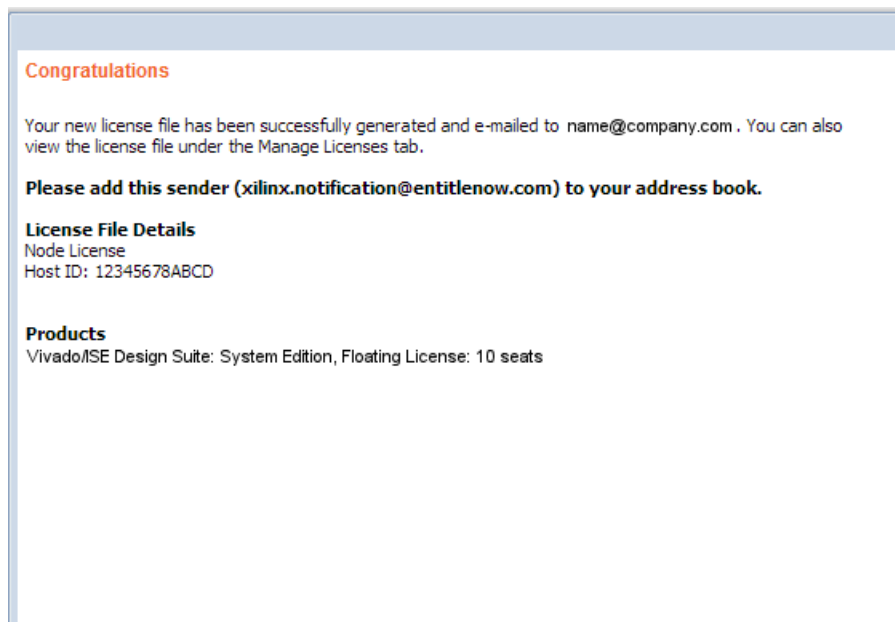 Congratulations
Your new license file has been successfully generated and e-mailed to name@company.com . You can also
view the license file under the Manage Licenses tab.
Please add this sender (xilinx.notification@entitlenow.com) to your address book.
License File Details
Node License
Host ID: 12345678ABCD
Products
Vivado/ISE Design Suite: System Edition, Floating License: 10 seats